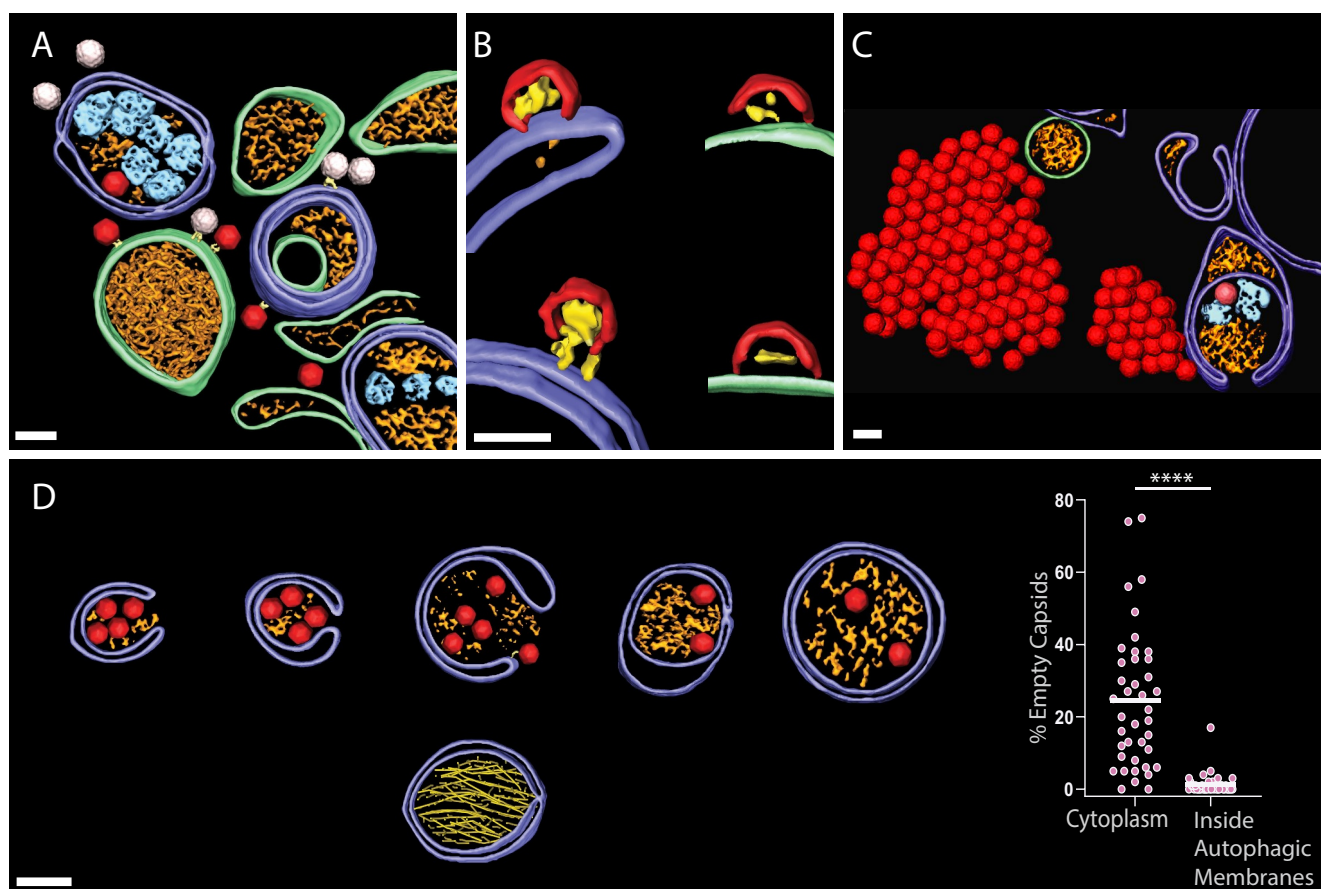 A
B
C
D
****
80
60
40
20
0
% Empty Capsids
Cytoplasm
Inside
Autophagic
Membranes